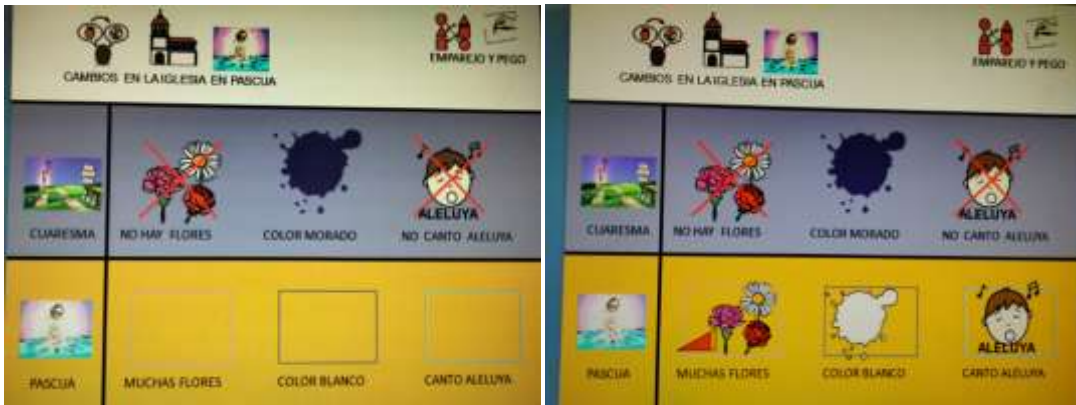 CAMBIOS EN LA IGLESIA EN PASCUA
EMPAREJO Y PEGO
ALELUYA
CUARESMA NO HAY FLORES COLOR MORADO NO CANTO ALELUYA
PASCUA MUCHAS FLORES COLOR BLANCO CANTO ALELUYA
CAMBIOS EN LA IGLESIA EN PASCUA
EMPAREJO Y PEGO
ALELUYA
CUARESMA NO HAY FLORES COLOR MORADO NO CANTO ALELUYA
ALELUYA
PASCUA MUCHAS FLORES COLOR BLANCO CANTO ALELUYA